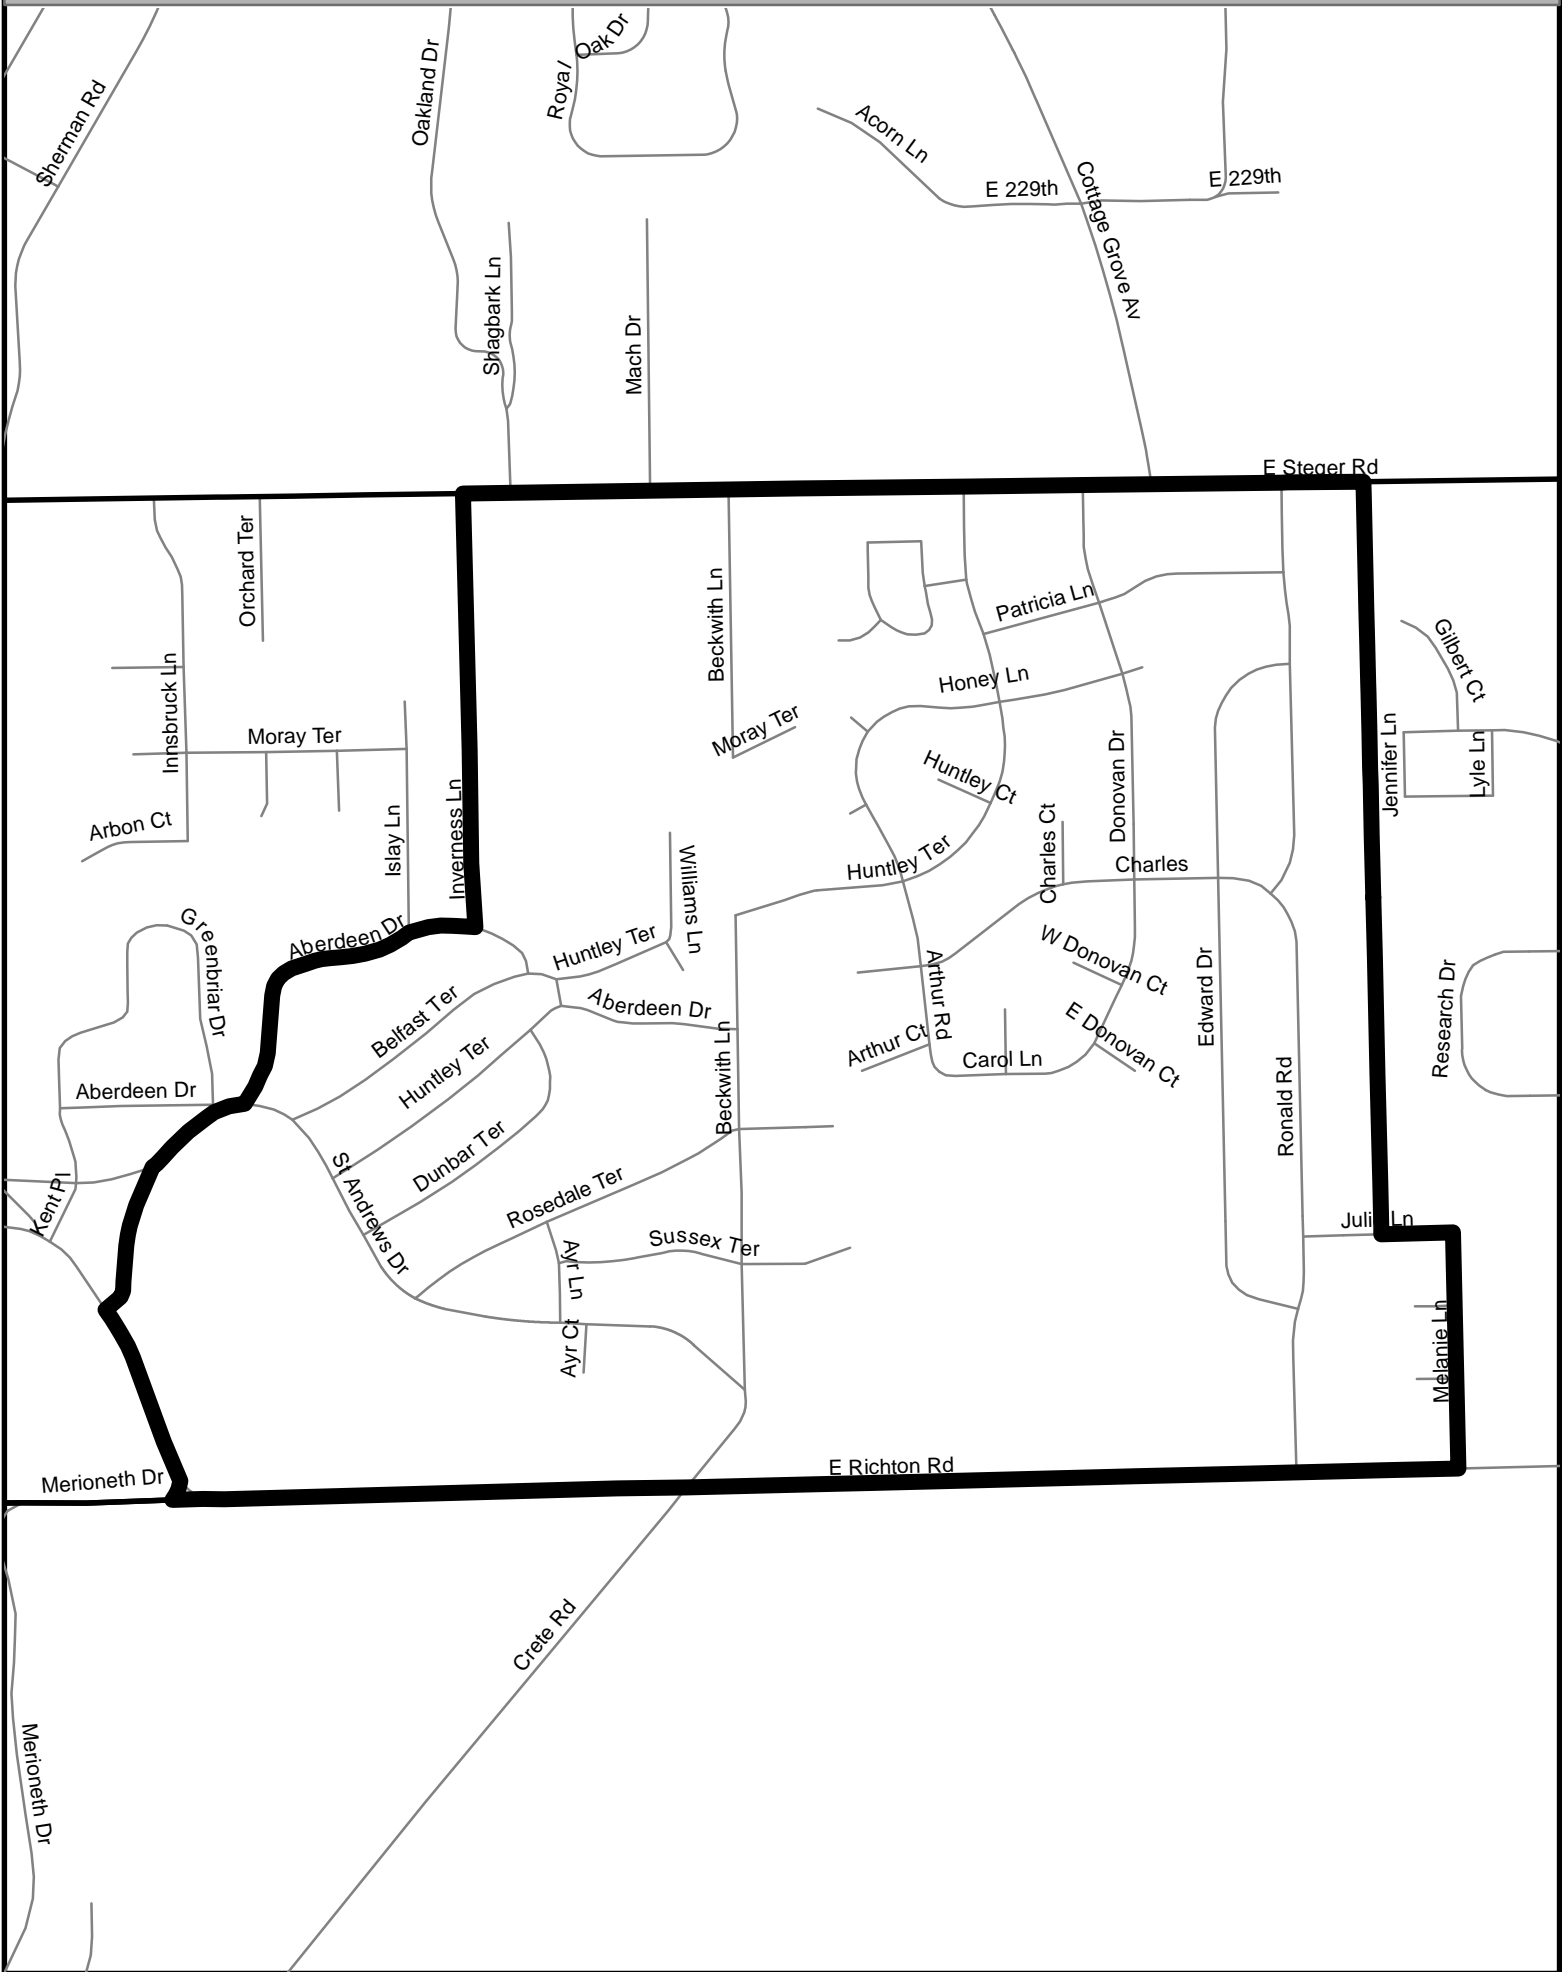 Sherman Rd
Oakland Dr
Royal
Oak Dr
Acorn Ln
E 229th
Cottage Grove Av
E 229th
Shagbark Ln
Mach Dr
E Steger Rd
Orchard Ter
Innsbruck Ln
Moray Ter
Arbon Ct
Islay Ln
Inverness Ln
Beckwith Ln
Moray Ter
Patricia Ln
Honey Ln
Huntley Ct
Donovan Dr
Huntley Ter
Charles Ct
Charles
Gilbert Ct
Jennifer Ln
Lyle Ln
Williams Ln
Greenbriar Dr
Aberdeen Dr
Huntley Ter
Aberdeen Dr
Belfast Ter
Huntley Ter
Dunbar Ter
Beckwith Ln
Arthur Rd
Arthur Ct
Carol Ln
W Donovan Ct
E Donovan Ct
Edward Dr
Ronald Rd
Research Dr
Aberdeen Dr
Kent Pl
St Andrews Dr
Rosedale Ter
Sussex Ter
Ayr Ln
Ayr Ct
Julie Ln
Melanie Ln
Merioneth Dr
E Richton Rd
Crete Rd
Merioneth Dr